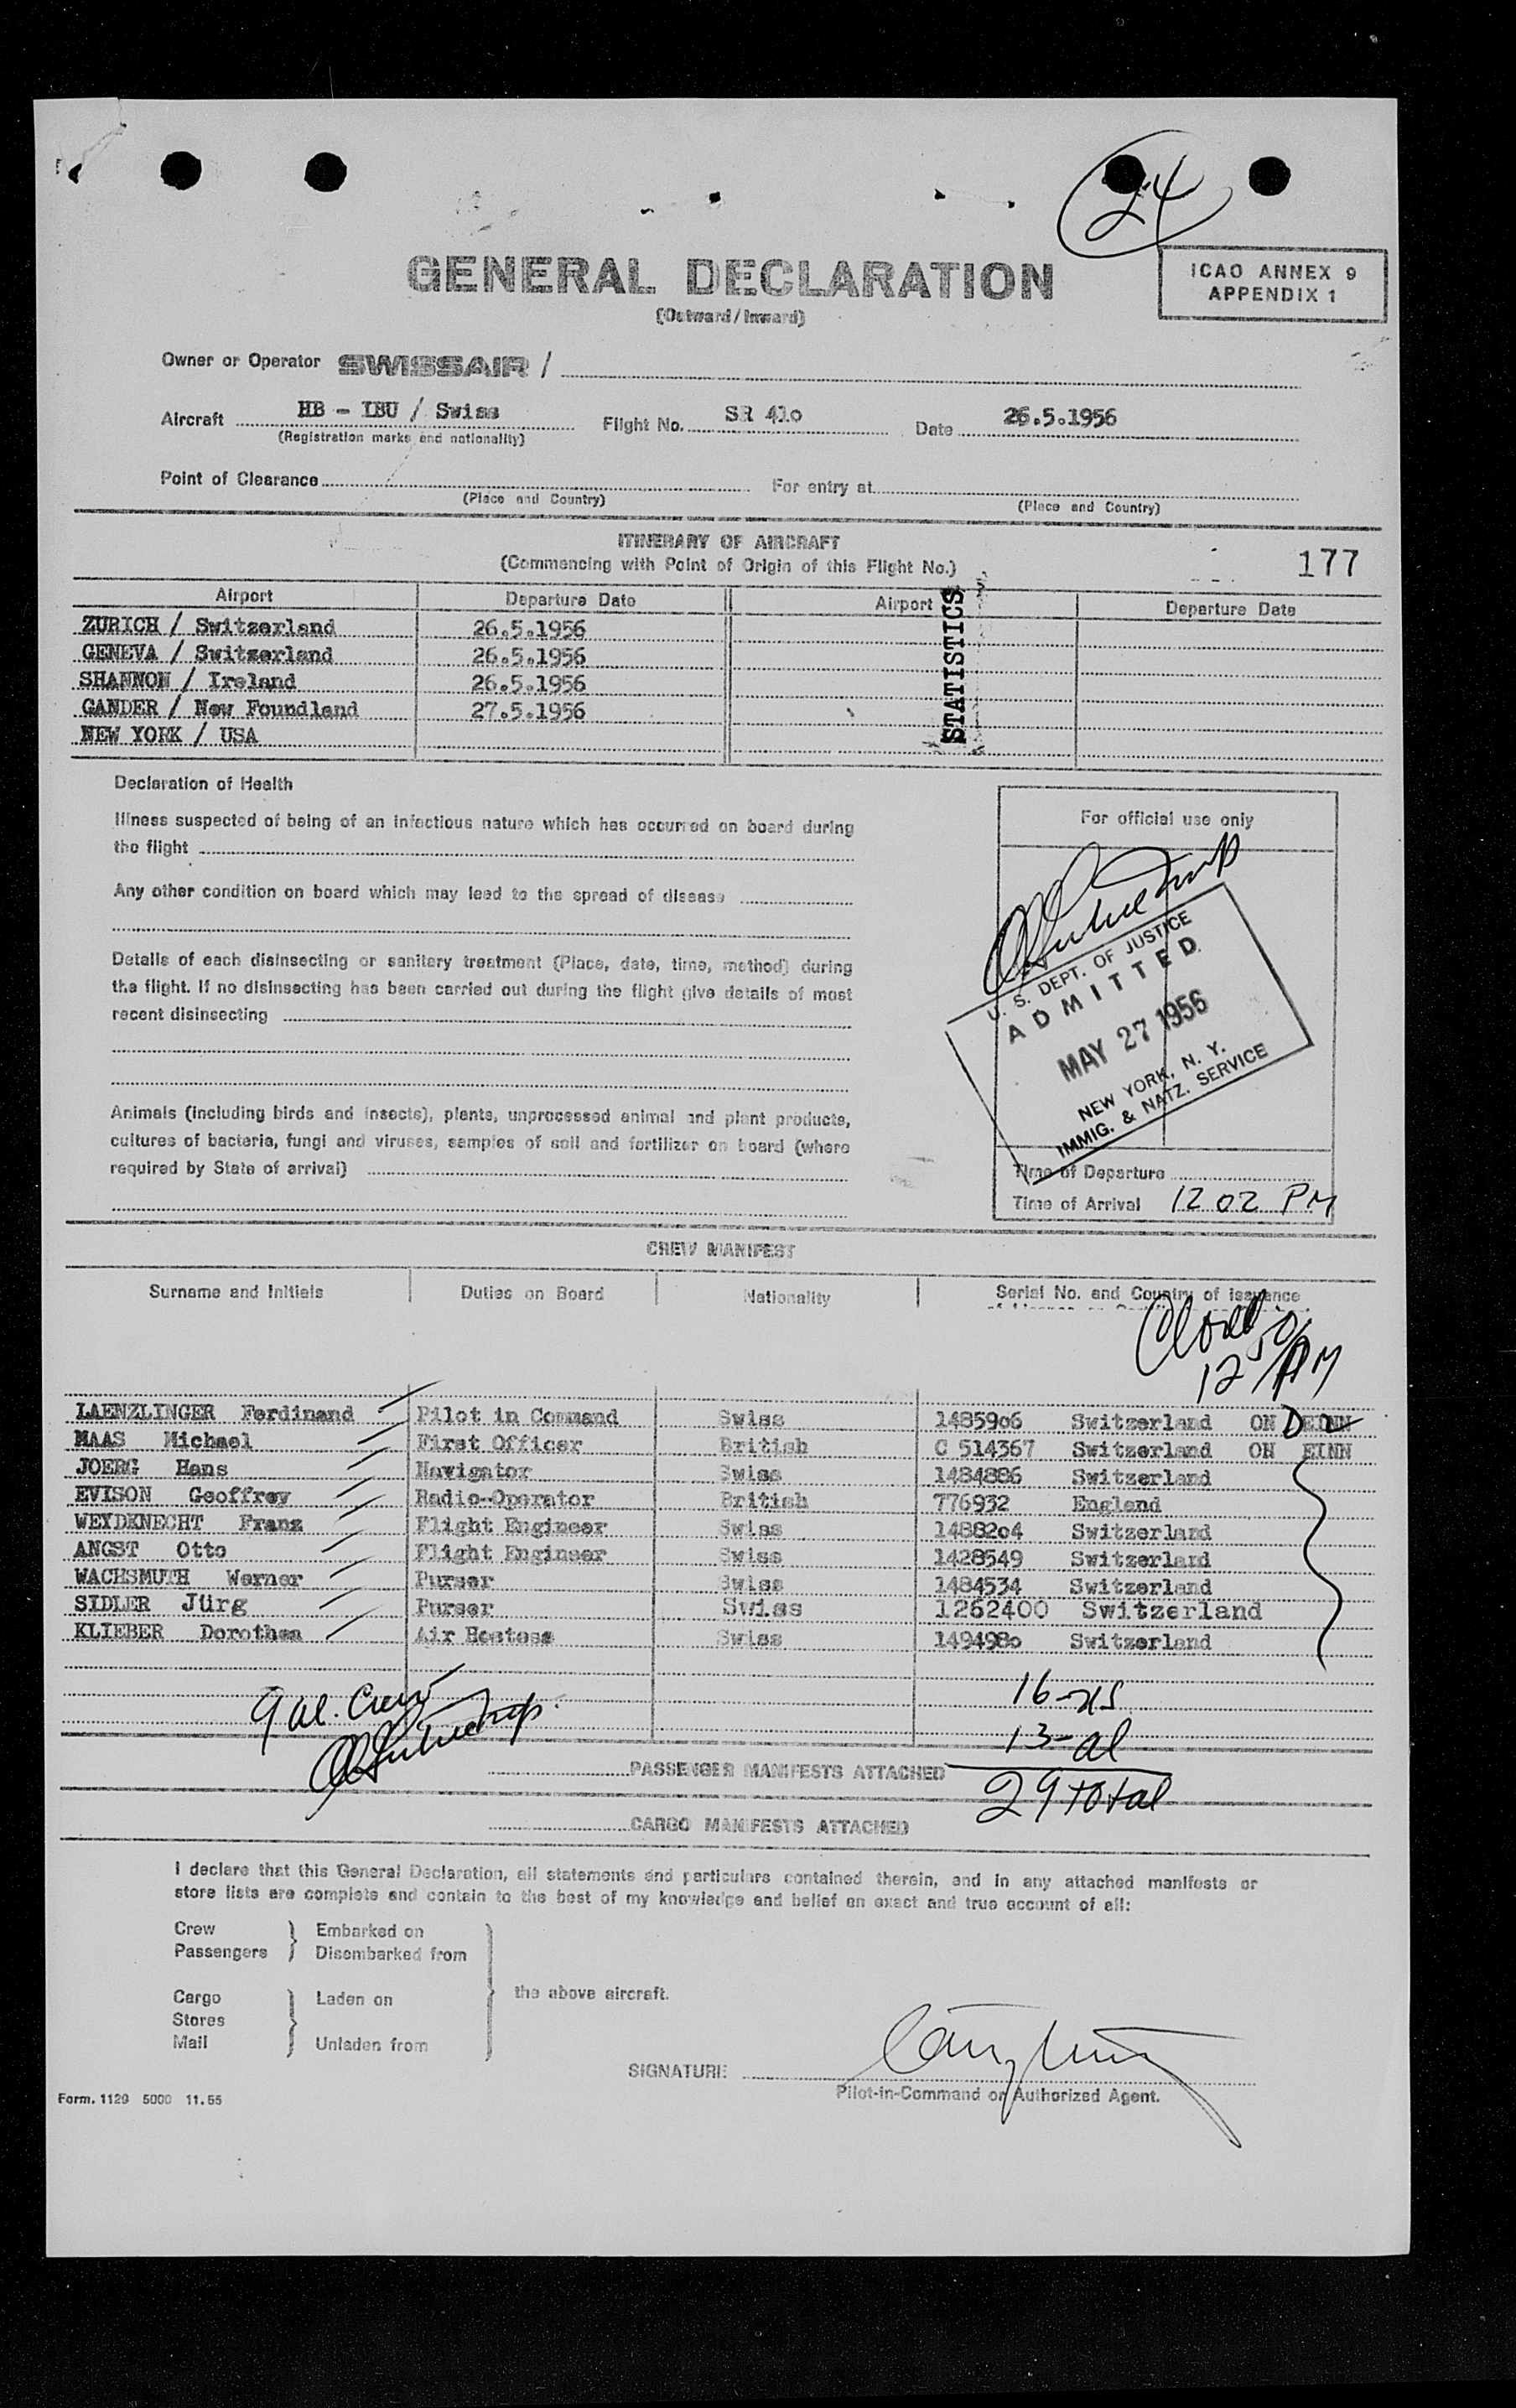 24
GENERAL DECLARATION
(Outward / Inward)
ICAO ANNEX 9
APPENDIX 1
Owner or Operator SWISSAIR /
Aircraft HB - IBU / Swiss Flight No. SR 41o Date 26.5.1956
(Registration marks and nationality)
Point of Clearance For entry at
(Place and Country) (Place and Country)
ITINERARY OF AIRCRAFT
(Commencing with Point of Origin of this Flight No.)
177
Airport Departure Date Airport Departure Date
STATISTICS
ZURICH / Switzerland 26.5.1956
GENEVA / Switzerland 26.5.1956
SHANNON / Ireland 26.5.1956
GANDER / New Foundland 27.5.1956
NEW YORK / USA
Declaration of Health
Illness suspected of being of an infectious nature which has occurred on board during
the flight
Any other condition on board which may lead to the spread of disease
Details of each disinsecting or sanitary treatment (Place, date, time, method) during
the flight. If no disinsecting has been carried out during the flight give details of most
recent disinsecting
Animals (including birds and insects), plants, unprocessed animal and plant products,
cultures of bacteria, fungi and viruses, samples of soil and fertilizer on board (where
required by State of arrival)
For official use only
U. S. DEPT. OF JUSTICE
ADMITTED
MAY 27 1956
NEW YORK, N. Y.
IMMIG. & NATZ. SERVICE
Time of Departure
Time of Arrival 12 02 PM
CREW MANIFEST
Surname and Initials Duties on Board Nationality Serial No. and Country of issuance
12 50 PM
LAENZLINGER Ferdinand Pilot in Command Swiss 14859o6 Switzerland ON
MAAS Michael First Officer British C 514367 Switzerland ON EINN
JOERG Hans Navigator Swiss 1484886 Switzerland
EVISON Geoffrey Radio-Operator British 776932 England
WEYDKNECHT Franz Flight Engineer Swiss 14882o4 Switzerland
ANGST Otto Flight Engineer Swiss 1428549 Switzerland
WACHSMUTH Werner Purser Swiss 1484534 Switzerland
SIDLER Jürg Purser Swiss 1262400 Switzerland
KLIEBER Dorothea Air Hostess Swiss 149498o Switzerland
9 al. Crew
16-us
13-al
29 total
PASSENGER MANIFESTS ATTACHED
CARGO MANIFESTS ATTACHED
I declare that this General Declaration, all statements and particulars contained therein, and in any attached manifests or
store lists are complete and contain to the best of my knowledge and belief an exact and true account of all:
Crew Embarked on
Passengers Disembarked from
Cargo Laden on the above aircraft.
Stores
Mail Unladen from
SIGNATURE
Pilot-in-Command or Authorized Agent.
Form. 1129 5000 11.55